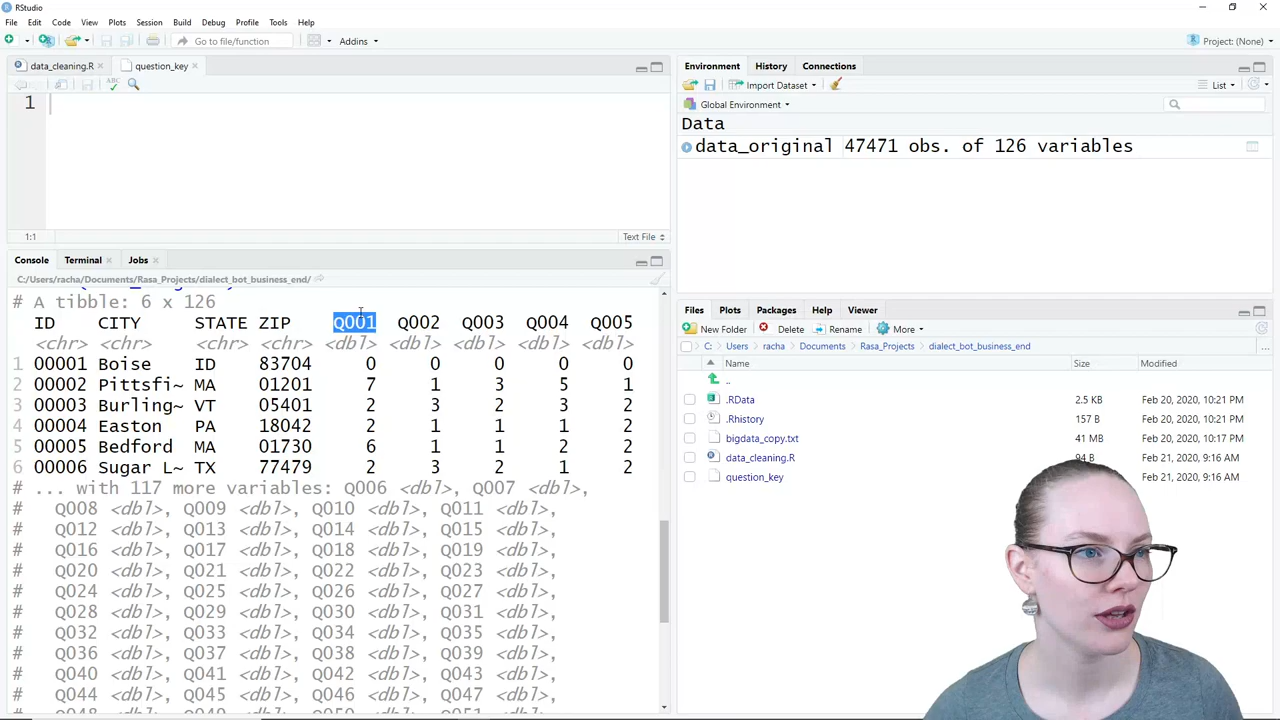 RStudio
File Edit Code View Plots Session Build Debug Profile Tools Help
Go to file/function Addins Project: (None)
data_cleaning.R question_key
1
1:1 Text File
Console Terminal Jobs
C:/Users/racha/Documents/Rasa_Projects/dialect_bot_business_end/
# A tibble: 6 x 126
ID CITY STATE ZIP Q001 Q002 Q003 Q004 Q005
<chr> <chr> <chr> <chr> <dbl> <dbl> <dbl> <dbl> <dbl>
1 00001 Boise ID 83704 0 0 0 0 0
2 00002 Pittsfi~ MA 01201 7 1 3 5 1
3 00003 Burling~ VT 05401 2 3 2 3 2
4 00004 Easton PA 18042 2 1 1 1 2
5 00005 Bedford MA 01730 6 1 1 2 2
6 00006 Sugar L~ TX 77479 2 3 2 1 2
# ... with 117 more variables: Q006 <dbl>, Q007 <dbl>,
# Q008 <dbl>, Q009 <dbl>, Q010 <dbl>, Q011 <dbl>,
# Q012 <dbl>, Q013 <dbl>, Q014 <dbl>, Q015 <dbl>,
# Q016 <dbl>, Q017 <dbl>, Q018 <dbl>, Q019 <dbl>,
# Q020 <dbl>, Q021 <dbl>, Q022 <dbl>, Q023 <dbl>,
# Q024 <dbl>, Q025 <dbl>, Q026 <dbl>, Q027 <dbl>,
# Q028 <dbl>, Q029 <dbl>, Q030 <dbl>, Q031 <dbl>,
# Q032 <dbl>, Q033 <dbl>, Q034 <dbl>, Q035 <dbl>,
# Q036 <dbl>, Q037 <dbl>, Q038 <dbl>, Q039 <dbl>,
# Q040 <dbl>, Q041 <dbl>, Q042 <dbl>, Q043 <dbl>,
# Q044 <dbl>, Q045 <dbl>, Q046 <dbl>, Q047 <dbl>,
Environment History Connections
Import Dataset List
Global Environment
Data
data_original 47471 obs. of 126 variables
Files Plots Packages Help Viewer
New Folder Delete Rename More
C: Users racha Documents Rasa_Projects dialect_bot_business_end ...
Name Size Modified
..
.RData 2.5 KB Feb 20, 2020, 10:21 PM
.Rhistory 157 B Feb 20, 2020, 10:21 PM
bigdata_copy.txt 41 MB Feb 20, 2020, 10:17 PM
data_cleaning.R 94 B Feb 21, 2020, 9:16 AM
question_key Feb 21, 2020, 9:16 AM